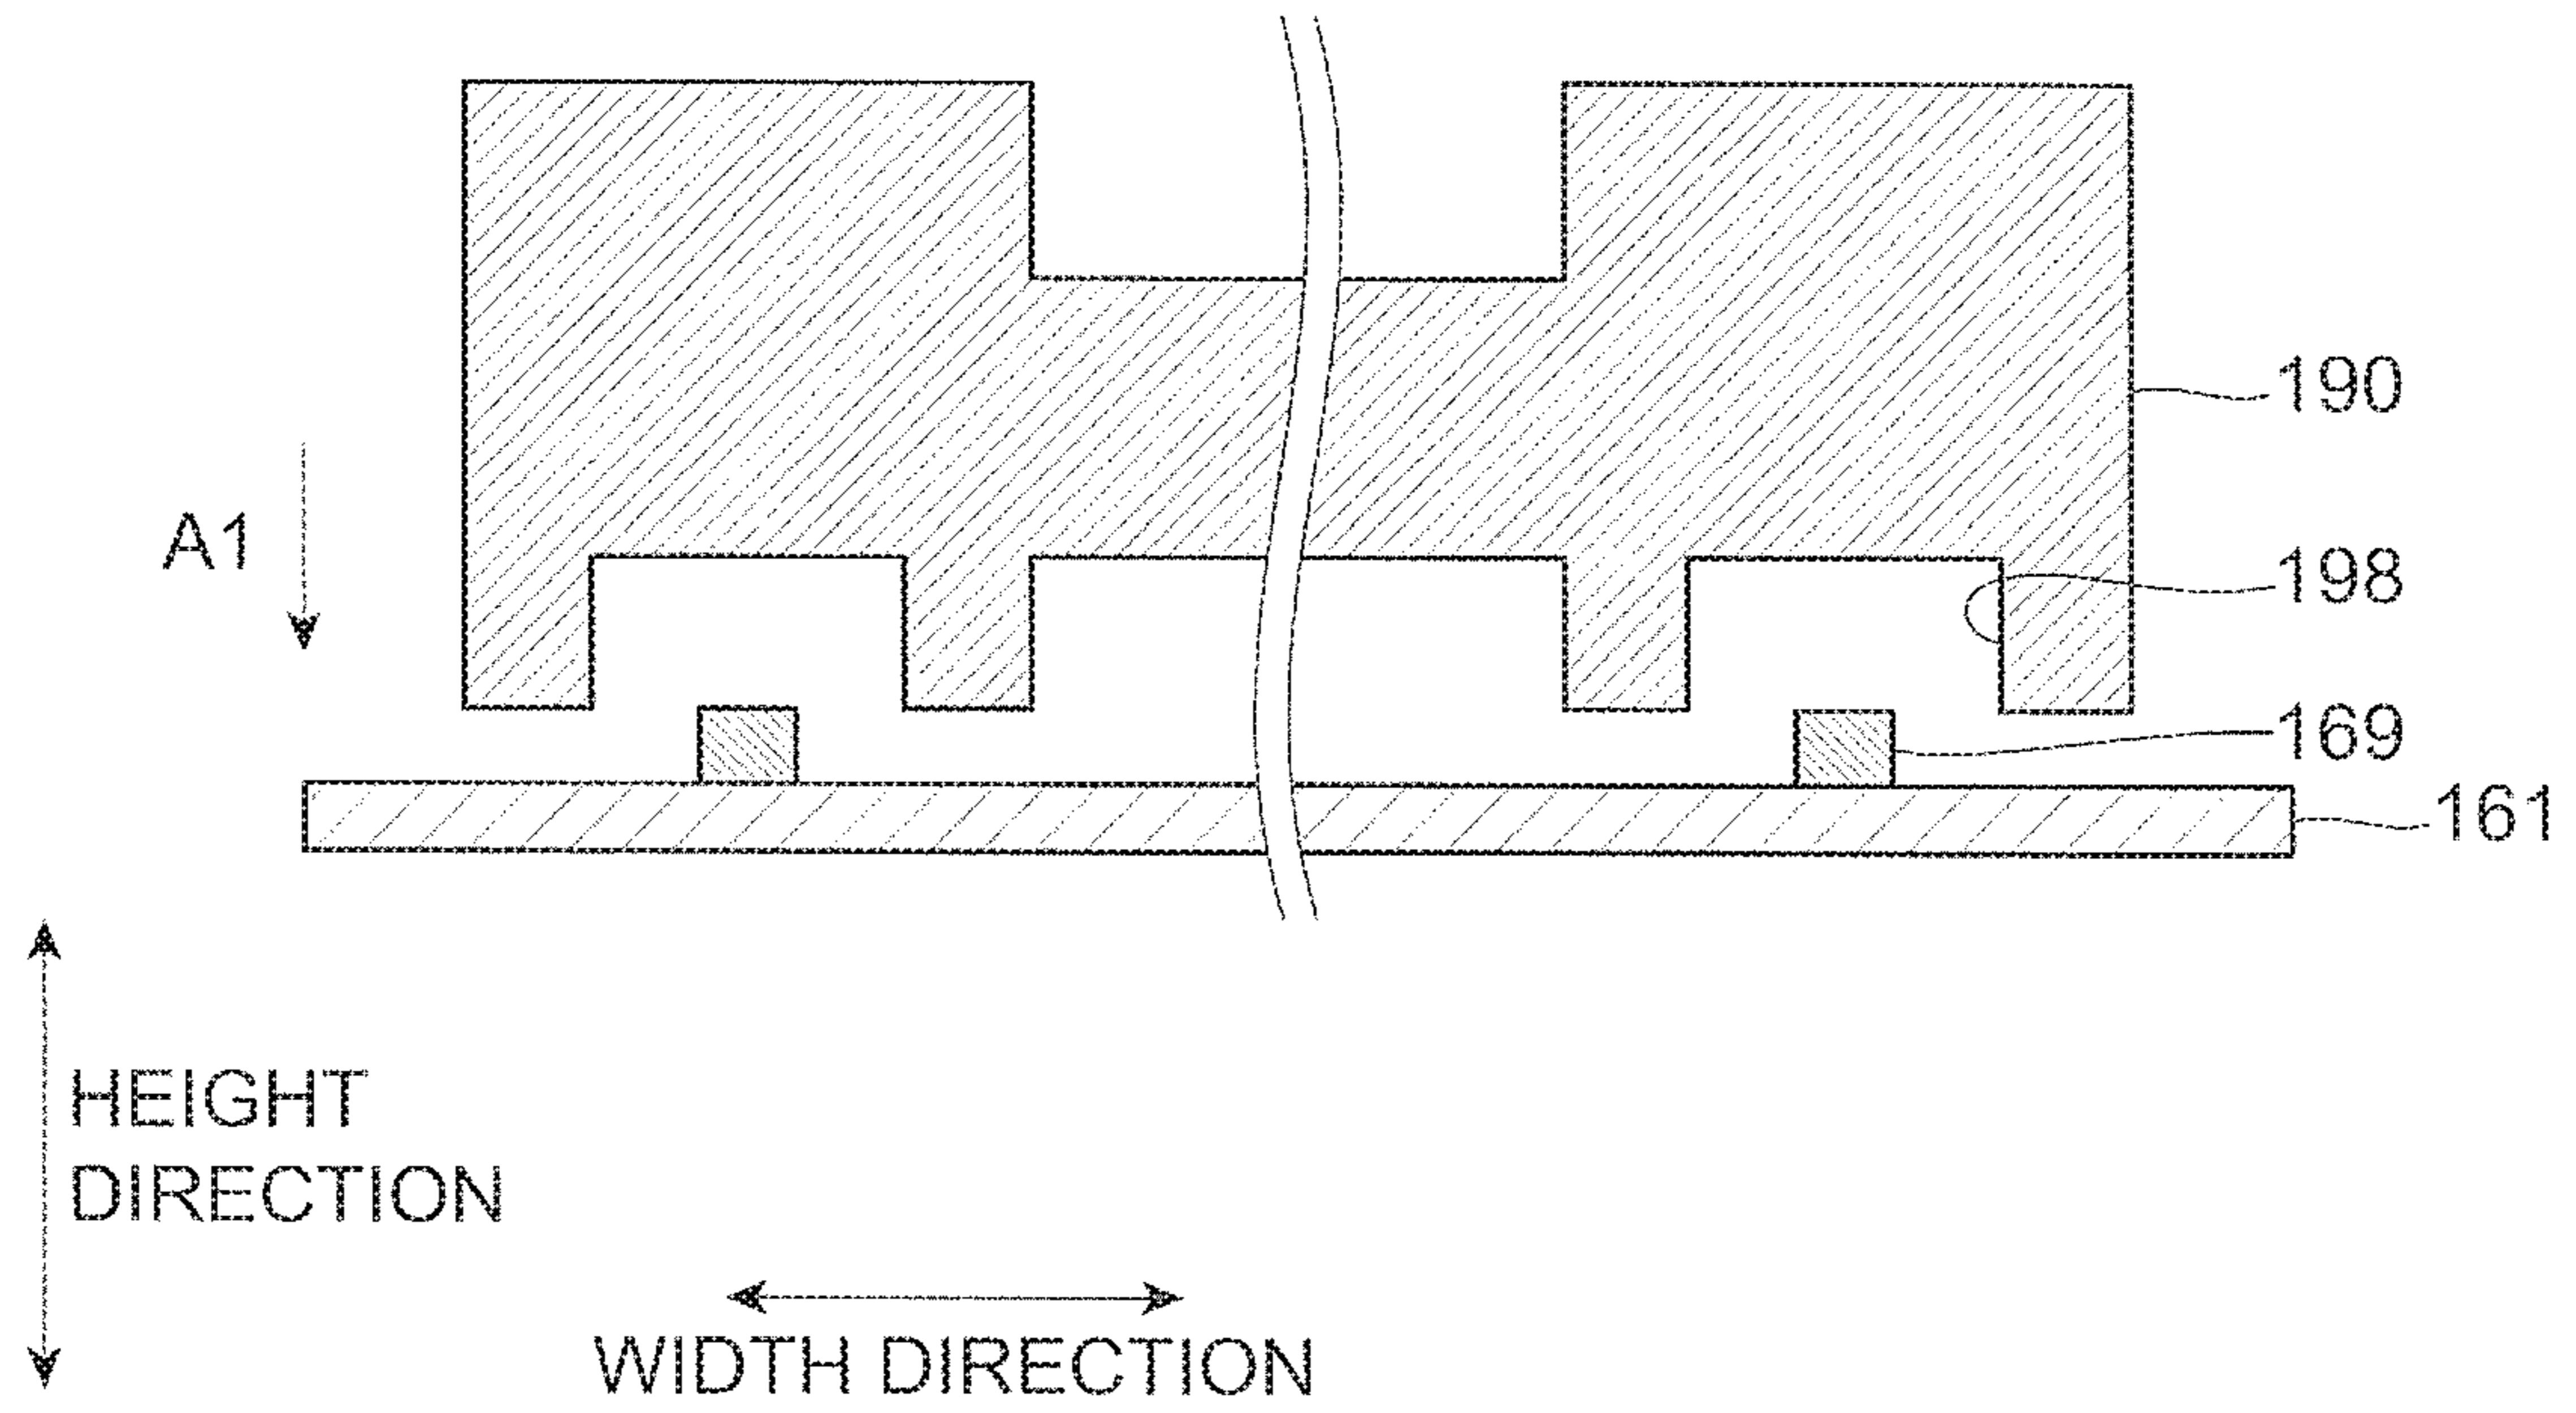 190
A1
198
169
161
HEIGHT
DIRECTION
WIDTH DIRECTION